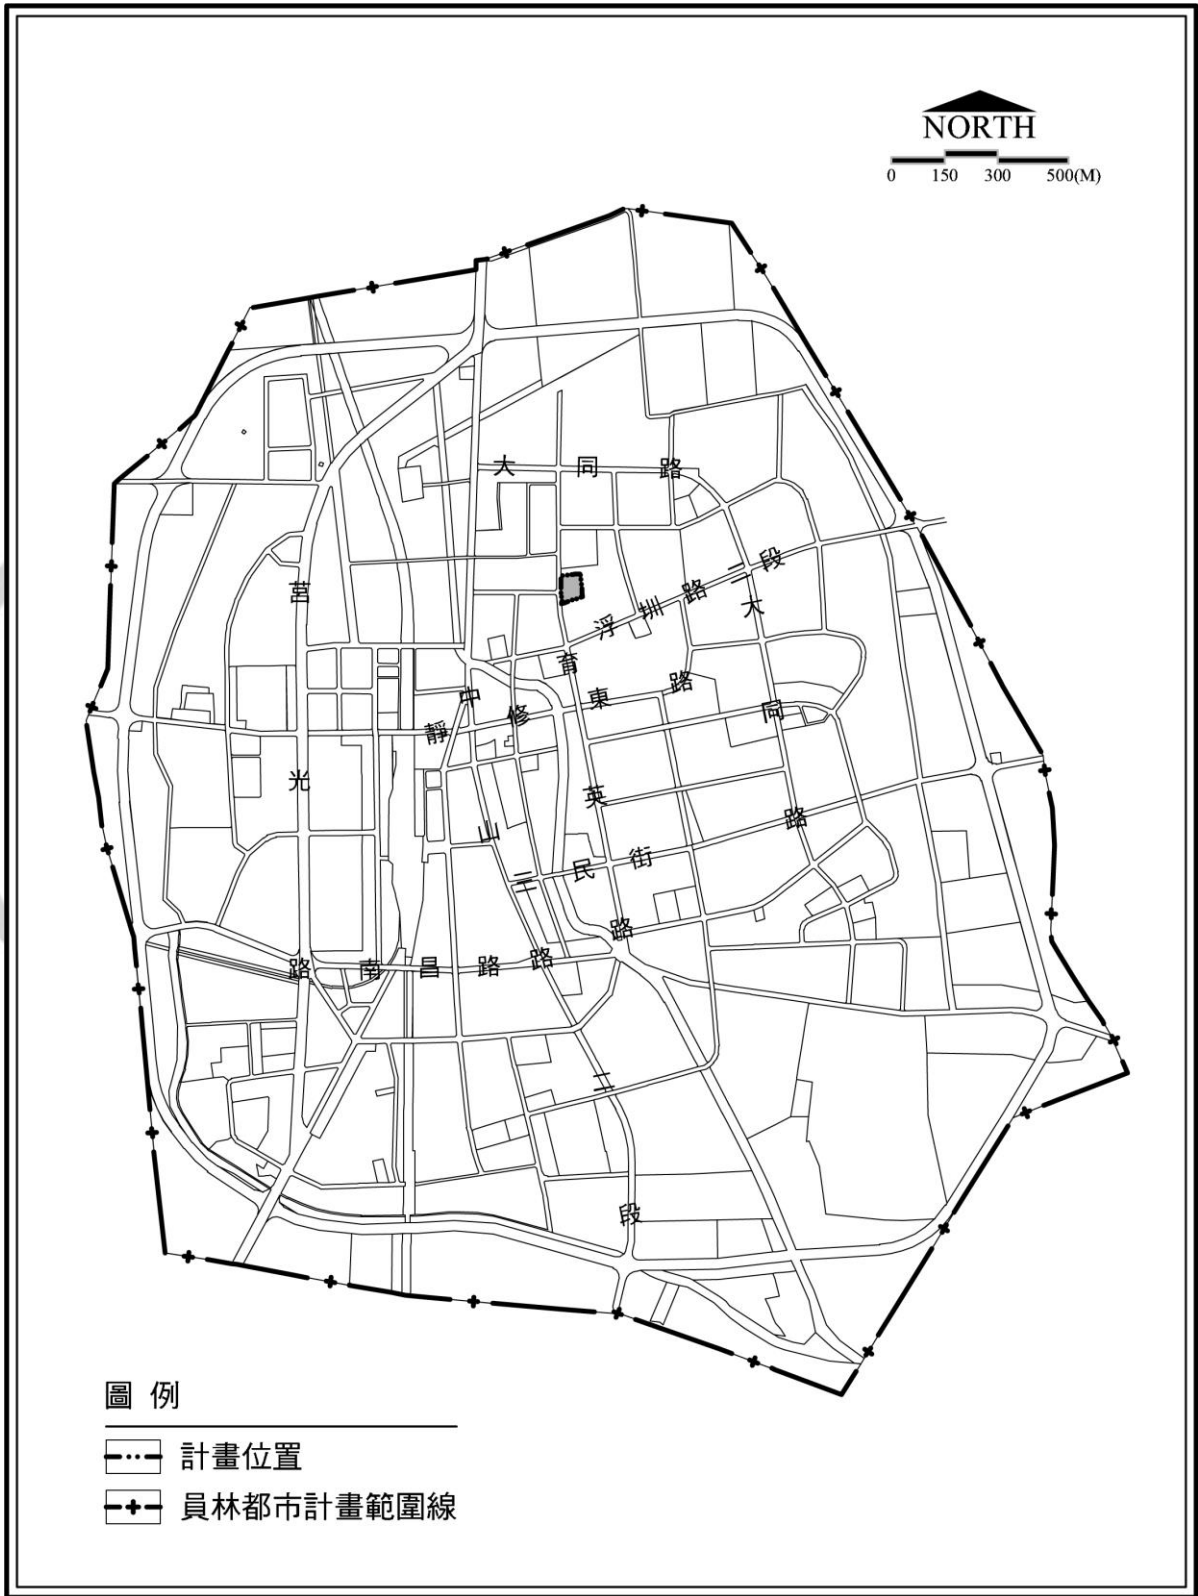 NORTH
0 150 300 500(M)
大同路
浮圳路二段
大同路
莒光路
育英路
靜修東路
中山路二段
三民街
南昌路
圖 例
計畫位置
員林都市計畫範圍線